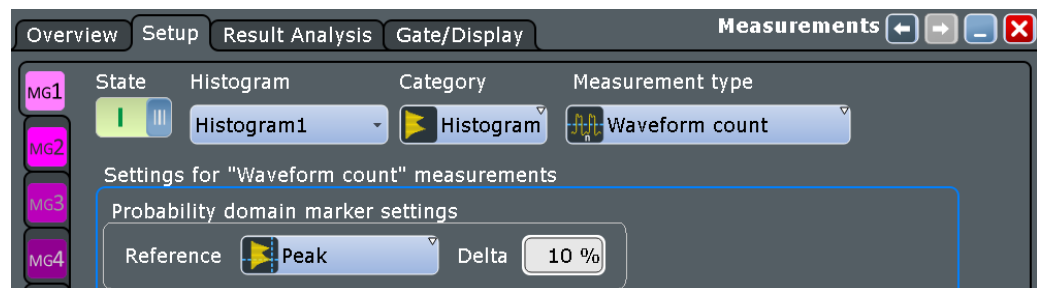 Overview Setup Result Analysis Gate/Display Measurements
MG1 State Histogram Category Measurement type
Histogram1 Histogram n Waveform count
MG2
Settings for "Waveform count" measurements
MG3 Probability domain marker settings
MG4 Reference Peak Delta 10 %